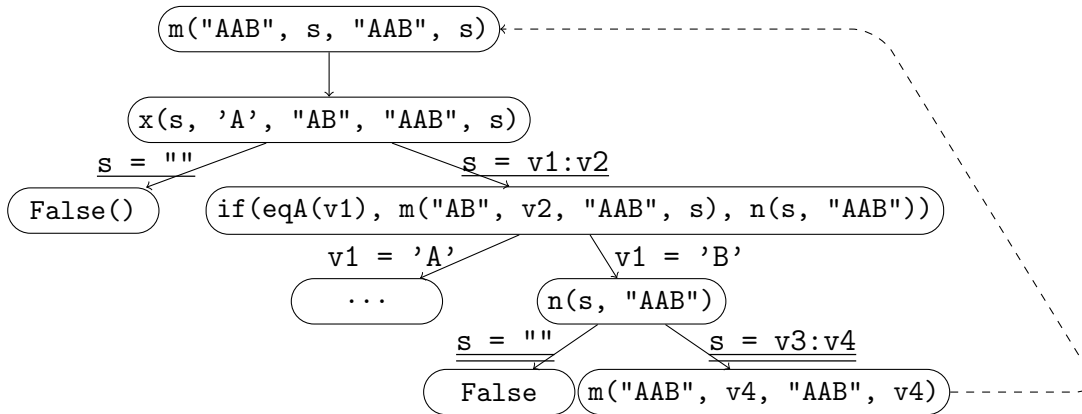 m("AAB", s, "AAB", s)
x(s, 'A', "AB", "AAB", s)
s = "" s = v1:v2
False() if(eqA(v1), m("AB", v2, "AAB", s), n(s, "AAB"))
v1 = 'A' v1 = 'B'
... n(s, "AAB")
s = "" s = v3:v4
False m("AAB", v4, "AAB", v4)